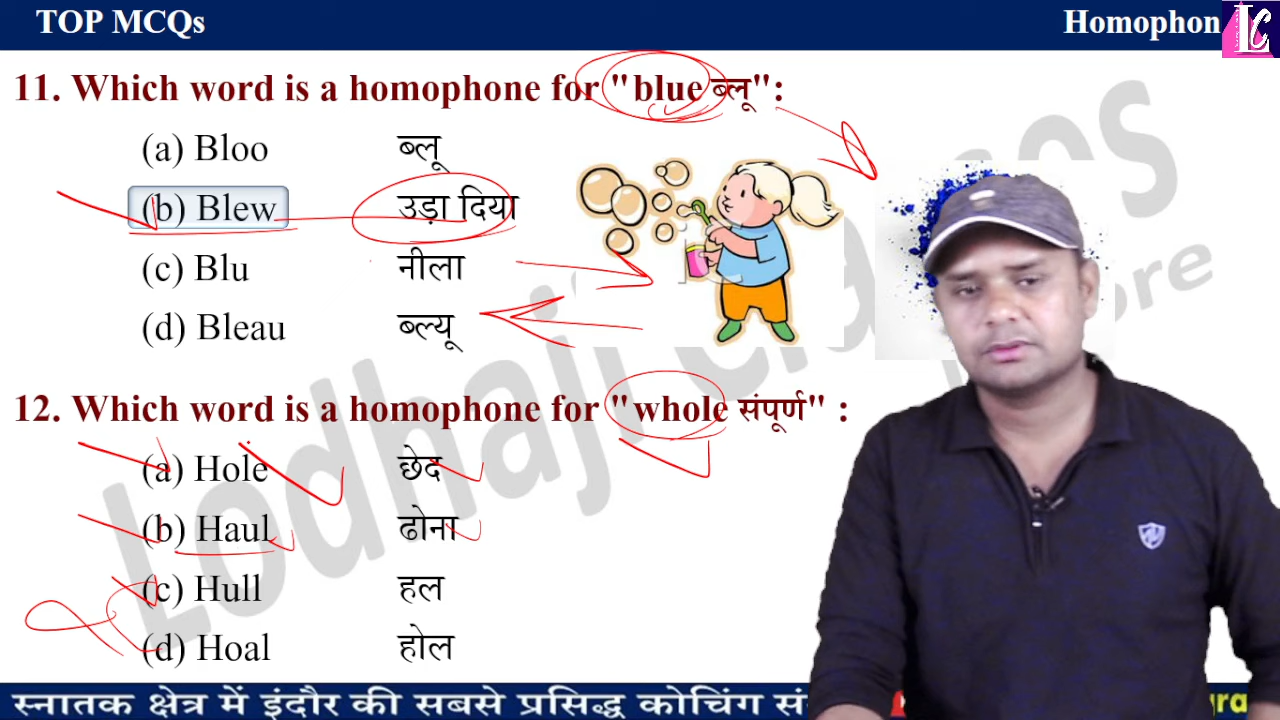 TOP MCQs Homophon LC
11. Which word is a homophone for "blue ब्लू":
(a) Bloo ब्लू
(b) Blew उड़ा दिया
(c) Blu नीला
(d) Bleau ब्ल्यू
12. Which word is a homophone for "whole संपूर्ण" :
(a) Hole छेद
(b) Haul ढोना
(c) Hull हल
(d) Hoal होल
स्नातक क्षेत्र में इंदौर की सबसे प्रसिद्ध कोचिंग